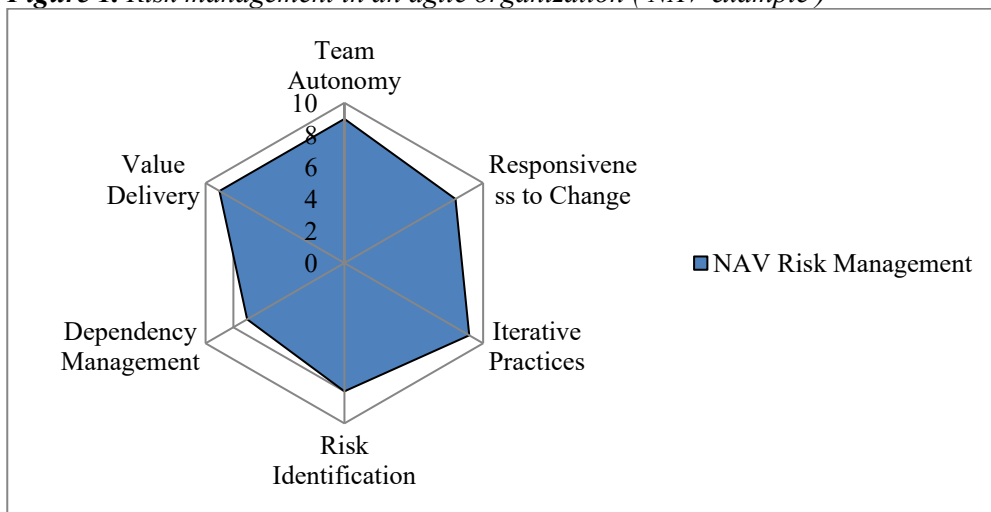 Figure 1. Risk management in an agile organization ( NAV example )
Team
Autonomy
10
8
6
4
2
0
Responsivene
ss to Change
Iterative
Practices
Risk
Identification
Dependency
Management
Value
Delivery
NAV Risk Management